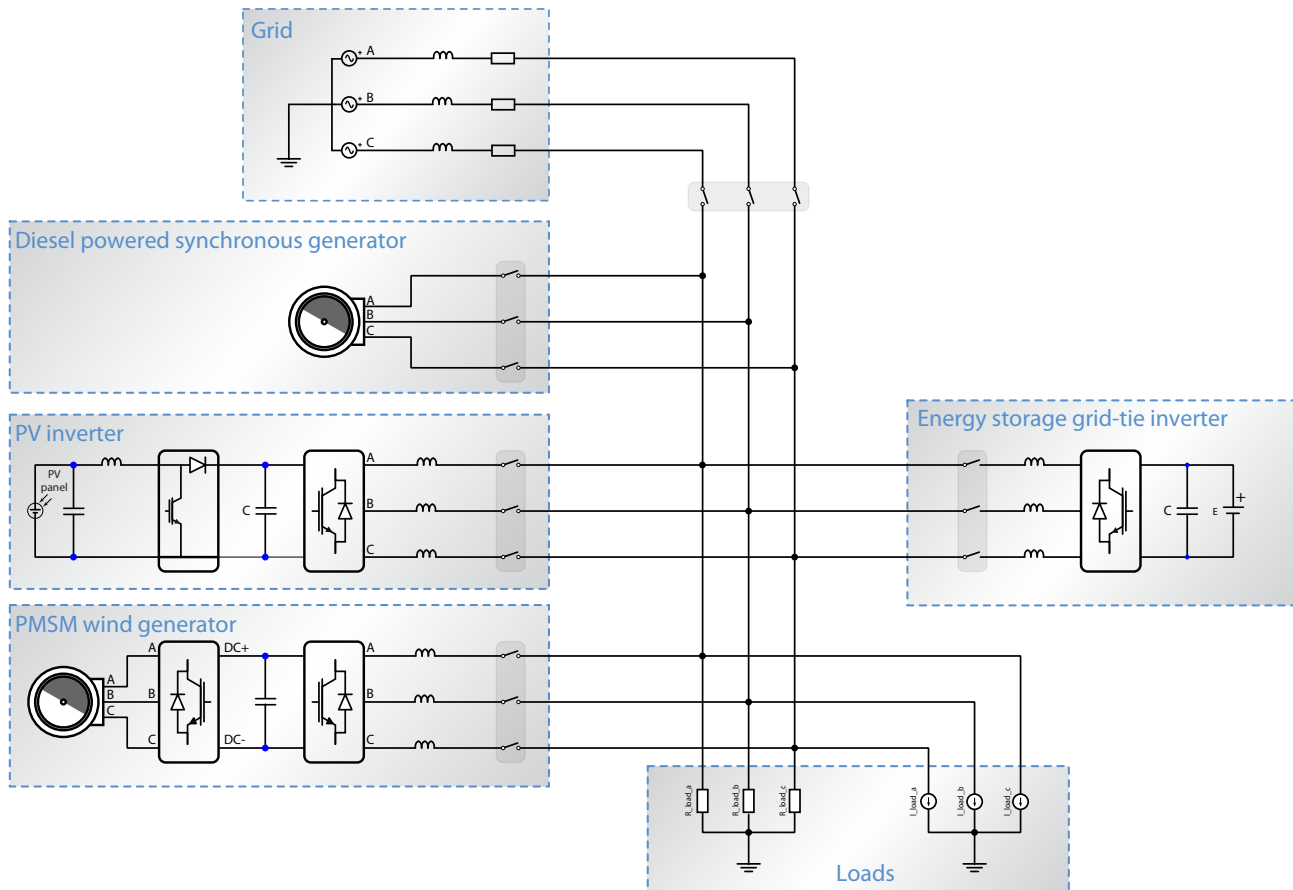 Grid
+ A
+ B
+ C
Diesel powered synchronous generator
A
B
C
PV inverter
PV
panel
C
A
B
C
Energy storage grid-tie inverter
C
E
+
PMSM wind generator
A
B
C
A
B
C
DC+
DC-
A
B
C
R_load_a
R_load_b
R_load_c
I_load_a
I_load_b
I_load_c
Loads